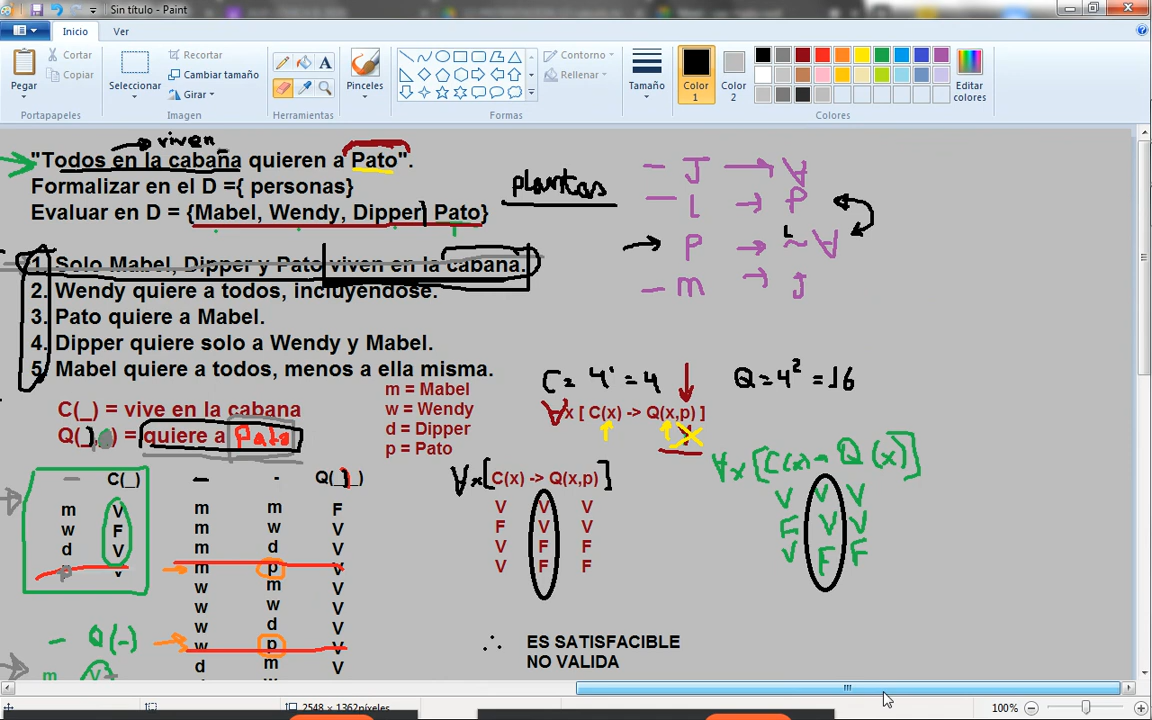 Sin título - Paint
Inicio
Ver
Pegar
Cortar
Copiar
Portapapeles
Seleccionar
Recortar
Cambiar tamaño
Girar
Imagen
Herramientas
Pinceles
Contorno
Rellenar
Formas
Tamaño
Color 1
Color 2
Editar colores
Colores
viven
"Todos en la cabaña quieren a Pato".
Formalizar en el D ={ personas}
Evaluar en D = {Mabel, Wendy, Dipper, Pato}
plantas
— J → ∀
— L → P
P → ~ ∀
L
— m → J
1. Solo Mabel, Dipper y Pato viven en la cabana.
2. Wendy quiere a todos, incluyéndose.
3. Pato quiere a Mabel.
4. Dipper quiere solo a Wendy y Mabel.
5. Mabel quiere a todos, menos a ella misma.
m = Mabel
w = Wendy
d = Dipper
p = Pato
C(_) = vive en la cabana
Q(_, ) = quiere a Pato
C = 4¹ = 4
Q = 4² = 16
∀x [ C(x) -> Q(x,p) ]
∀x [C(x) → Q(x)]
V V V
F V V
V F F
— C(_)
m V
w F
d V
p V
— - Q(_,_)
m m F
m w V
m d V
m p V
w m V
w w V
w d V
w p V
d m V
∀x [C(x) -> Q(x,p)]
V V V
F V V
V F F
V F F
— Q(-)
m V
∴ ES SATISFACIBLE
NO VALIDA
2548 × 1362píxeles
100%